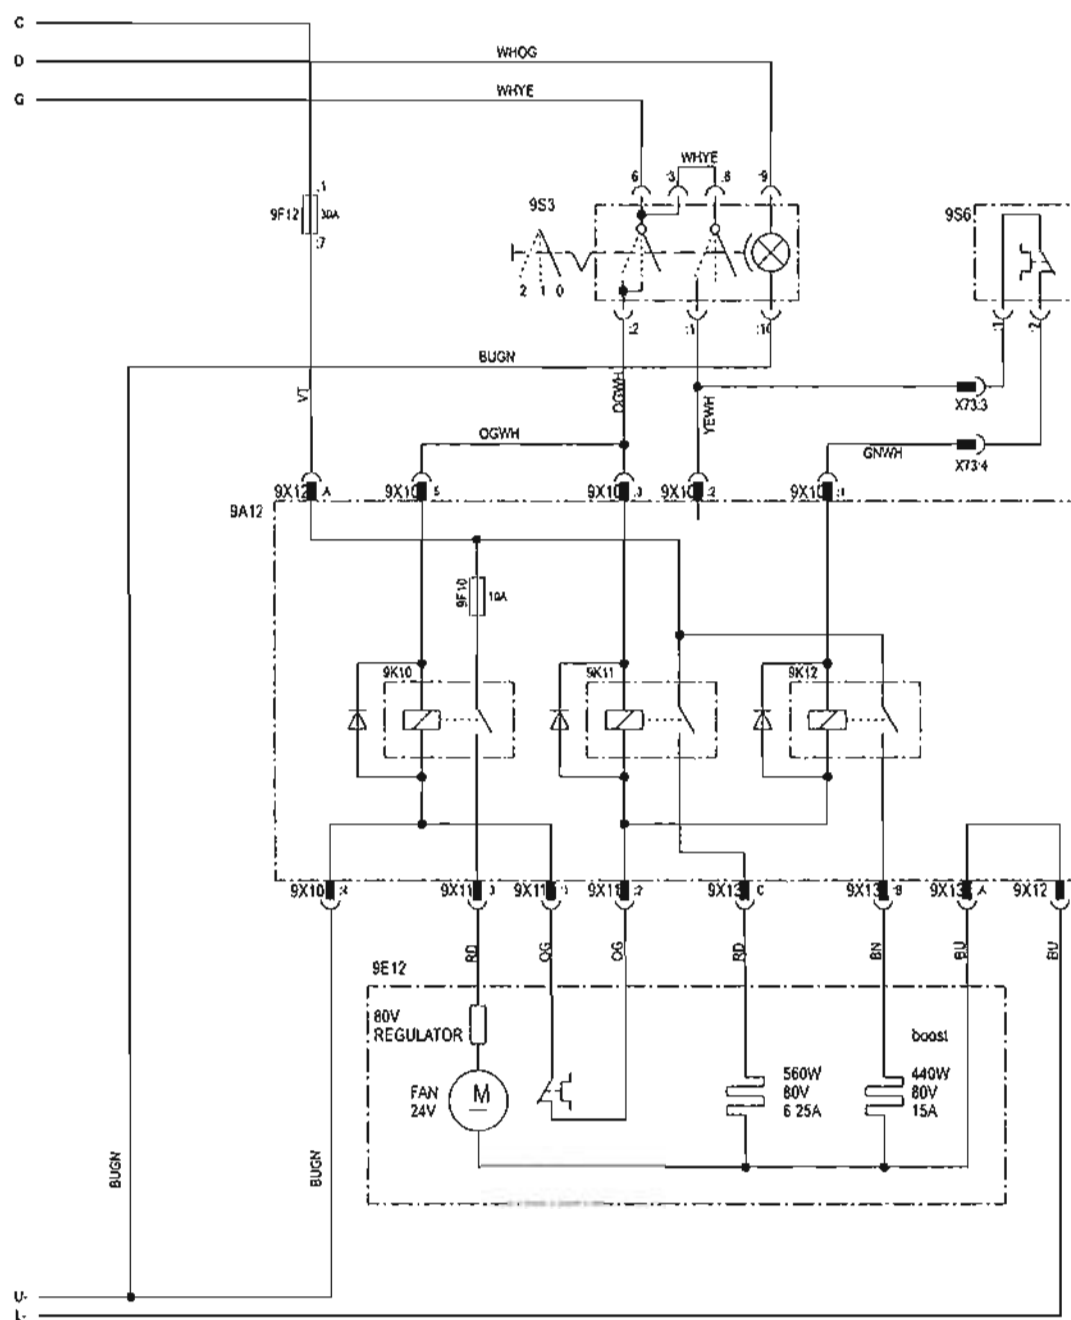 C
D
WHOG
G
WHYE
WHYE
6 :3 :8 :9
9S3
9S6
:1
9F12 30A
:7
2 1 0
:2 :1 :10 :1 :2
BUGN
VT
OGWH
YEWH
X73:3
OGWH
GNWH
X73:4
9X12 A
9X10
9X10
9X10 :2
9X10
9A12
9F10
10A
9K10
9K11
9K12
9X10
9X11
9X11
9X11
9X13
9X13
9X13
9X12
RD
OG
OG
RD
BN
BU
BU
9E12
80V
REGULATOR
boost
FAN
24V
M
560W
80V
6 25A
440W
80V
15A
BUGN
BUGN
U-
L-